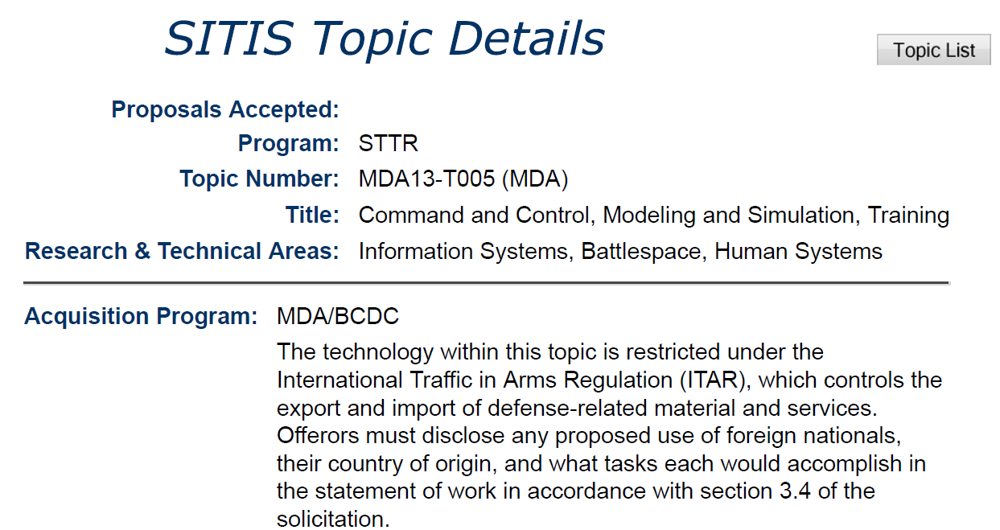 SITIS Topic Details
Topic List
Proposals Accepted:
Program: STTR
Topic Number: MDA13-T005 (MDA)
Title: Command and Control, Modeling and Simulation, Training
Research & Technical Areas: Information Systems, Battlespace, Human Systems
Acquisition Program: MDA/BCDC
The technology within this topic is restricted under the
International Traffic in Arms Regulation (ITAR), which controls the
export and import of defense-related material and services.
Offerors must disclose any proposed use of foreign nationals,
their country of origin, and what tasks each would accomplish in
the statement of work in accordance with section 3.4 of the
solicitation.